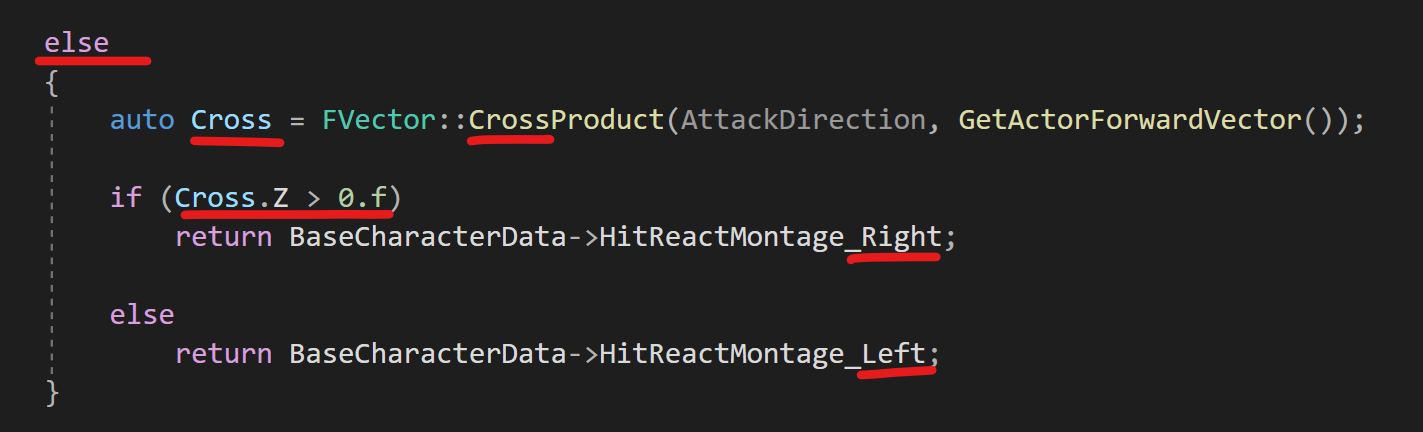 else
{
auto Cross = FVector::CrossProduct(AttackDirection, GetActorForwardVector());
if (Cross.Z > 0.f)
return BaseCharacterData->HitReactMontage_Right;
else
return BaseCharacterData->HitReactMontage_Left;
}